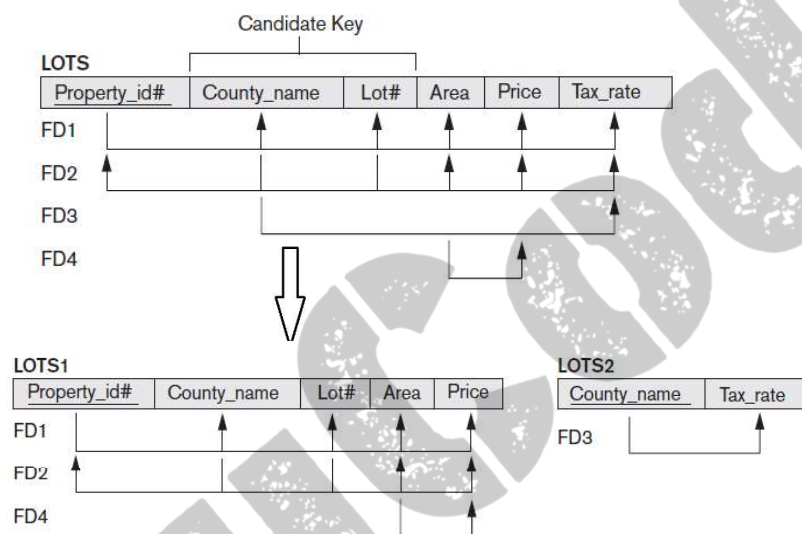 Candidate Key
LOTS
Property_id# County_name Lot# Area Price Tax_rate
FD1
FD2
FD3
FD4
LOTS1
Property_id# County_name Lot# Area Price
FD1
FD2
FD4
LOTS2
County_name Tax_rate
FD3